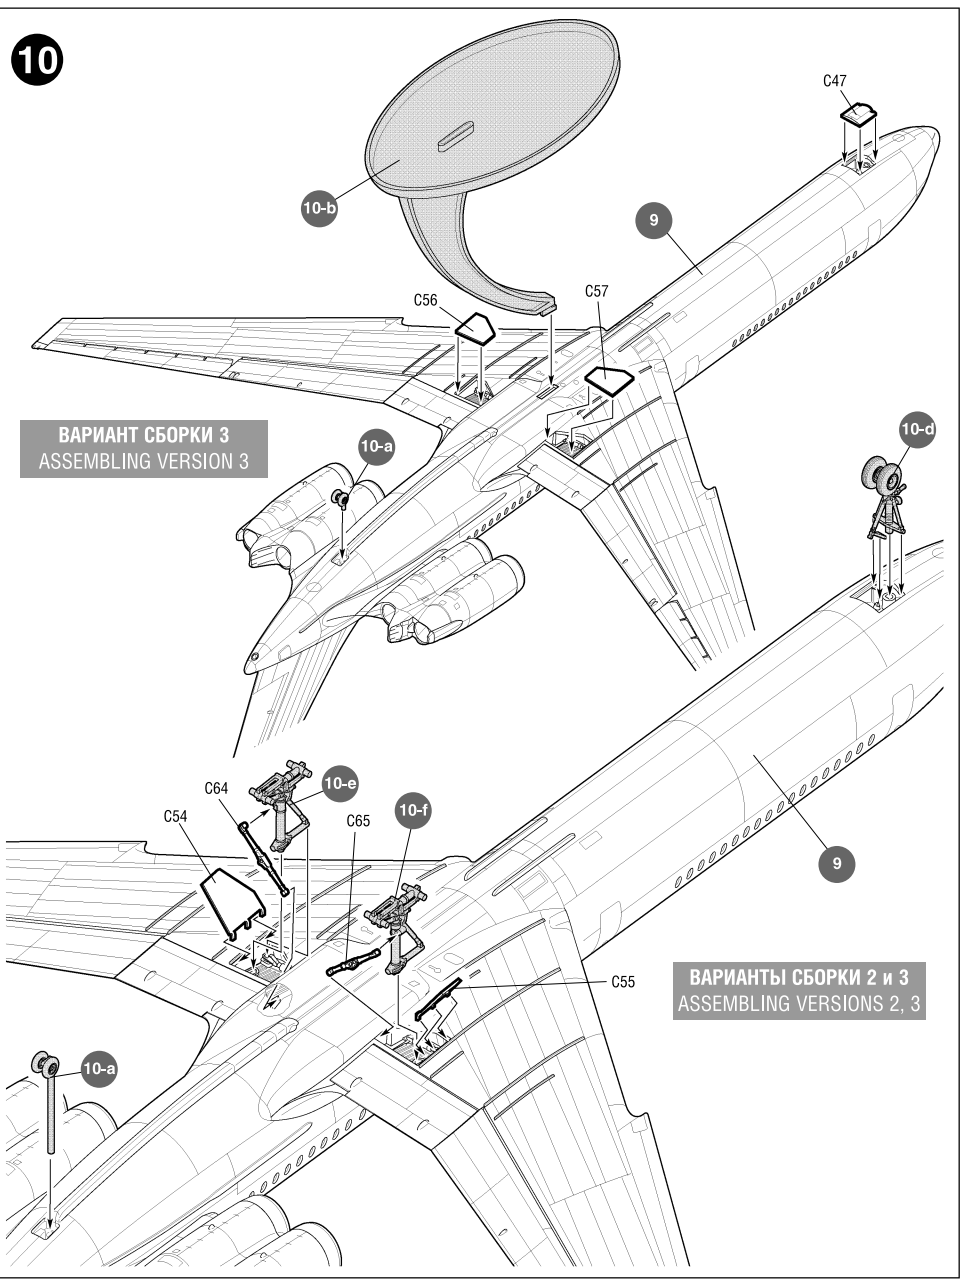 10
C47
10-b
9
C56
C57
ВАРИАНТ СБОРКИ 3
ASSEMBLING VERSION 3
10-a
10-d
C64
10-e
C54
C65
10-f
9
C55
ВАРИАНТЫ СБОРКИ 2 и 3
ASSEMBLING VERSIONS 2, 3
10-a